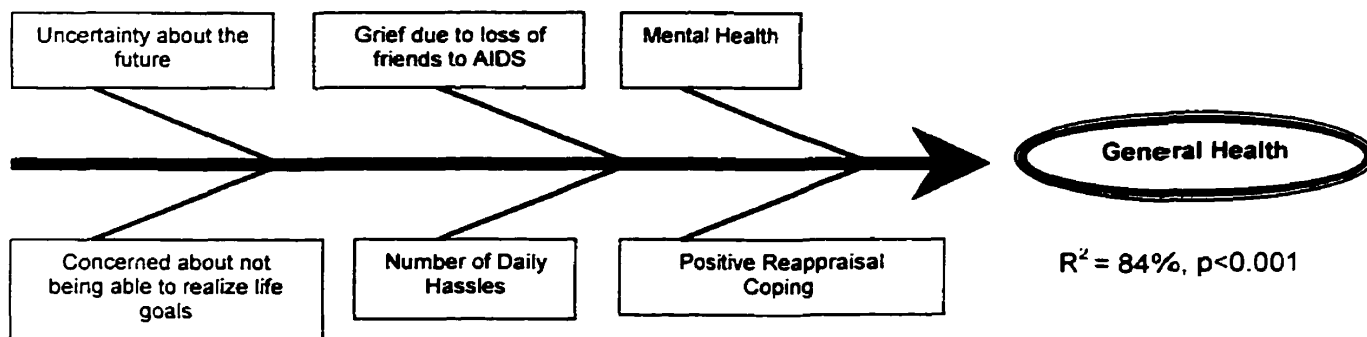 Uncertainty about the
future
Grief due to loss of
friends to AIDS
Mental Health
General Health
Concerned about not
being able to realize life
goals
Number of Daily
Hassles
Positive Reappraisal
Coping
R² = 84%, p<0.001